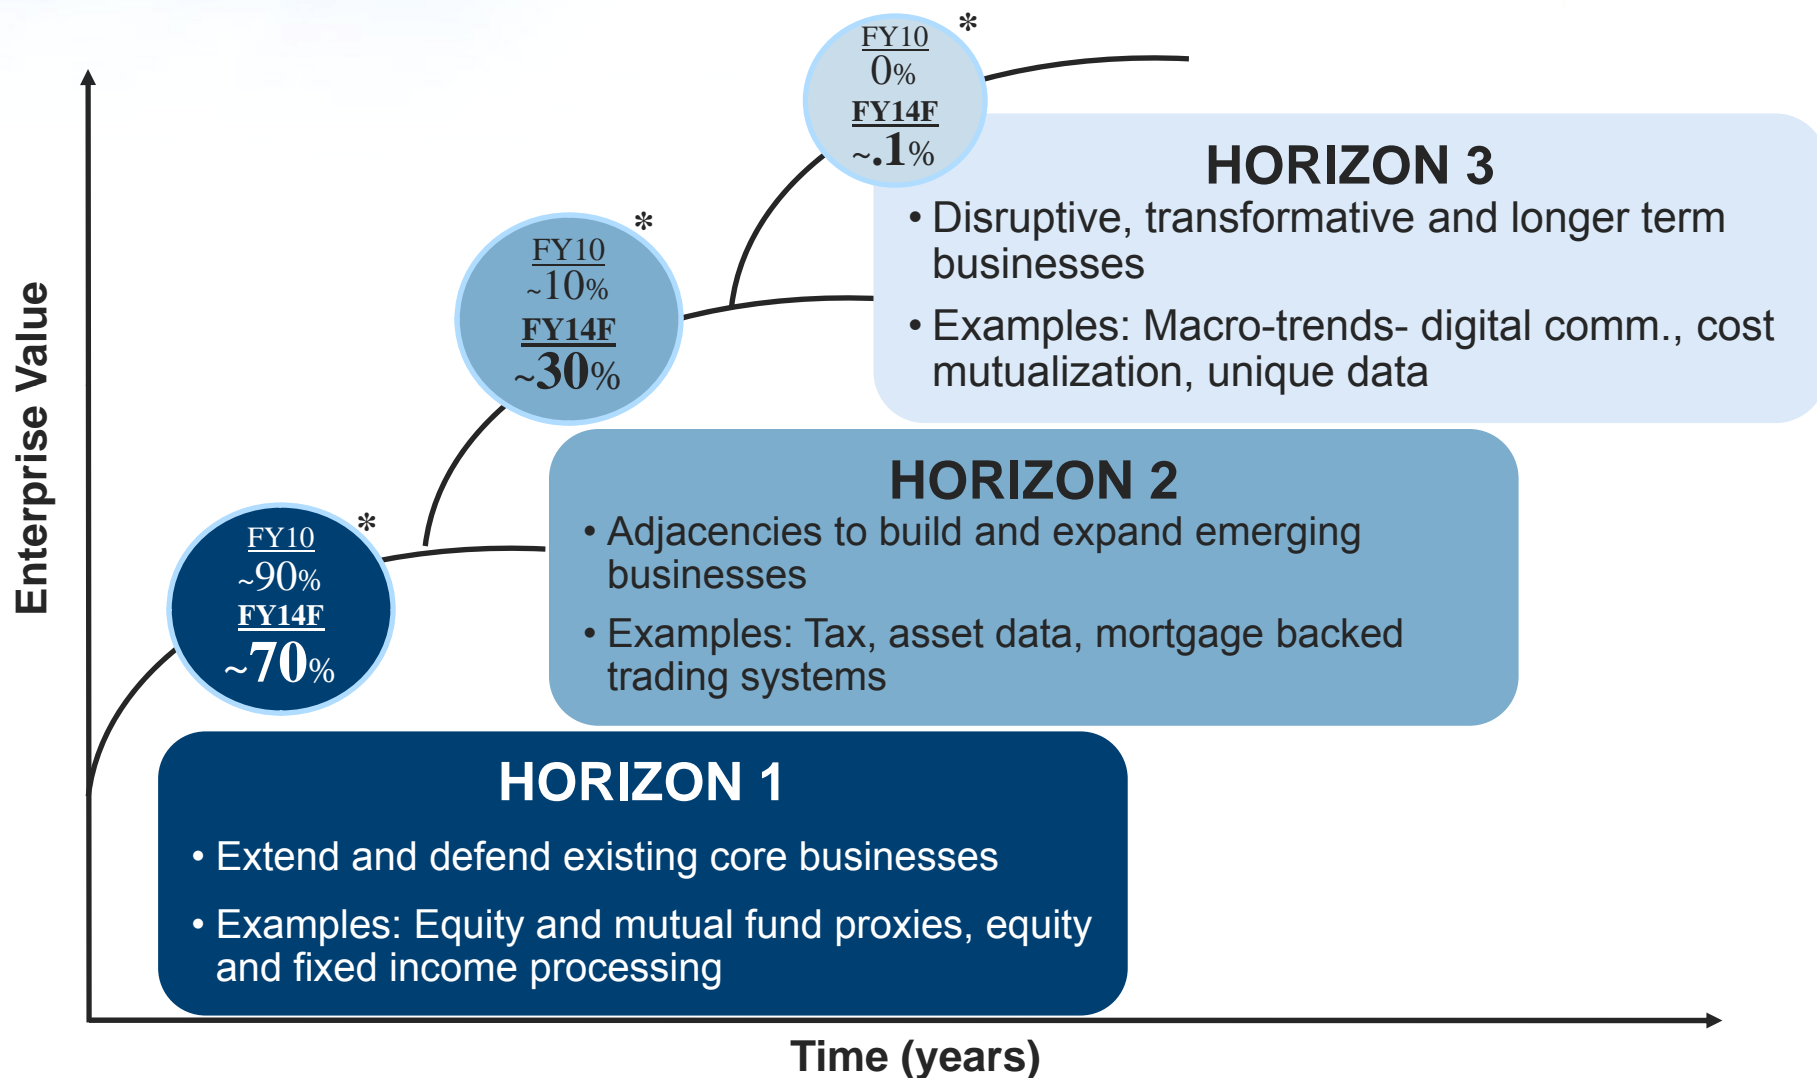 Enterprise Value
FY10
0%
FY14F
~.1%
*
HORIZON 3
• Disruptive, transformative and longer term
businesses
• Examples: Macro-trends- digital comm., cost
mutualization, unique data
FY10
~10%
FY14F
~30%
*
HORIZON 2
• Adjacencies to build and expand emerging
businesses
• Examples: Tax, asset data, mortgage backed
trading systems
FY10
~90%
FY14F
~70%
*
HORIZON 1
• Extend and defend existing core businesses
• Examples: Equity and mutual fund proxies, equity
and fixed income processing
Time (years)